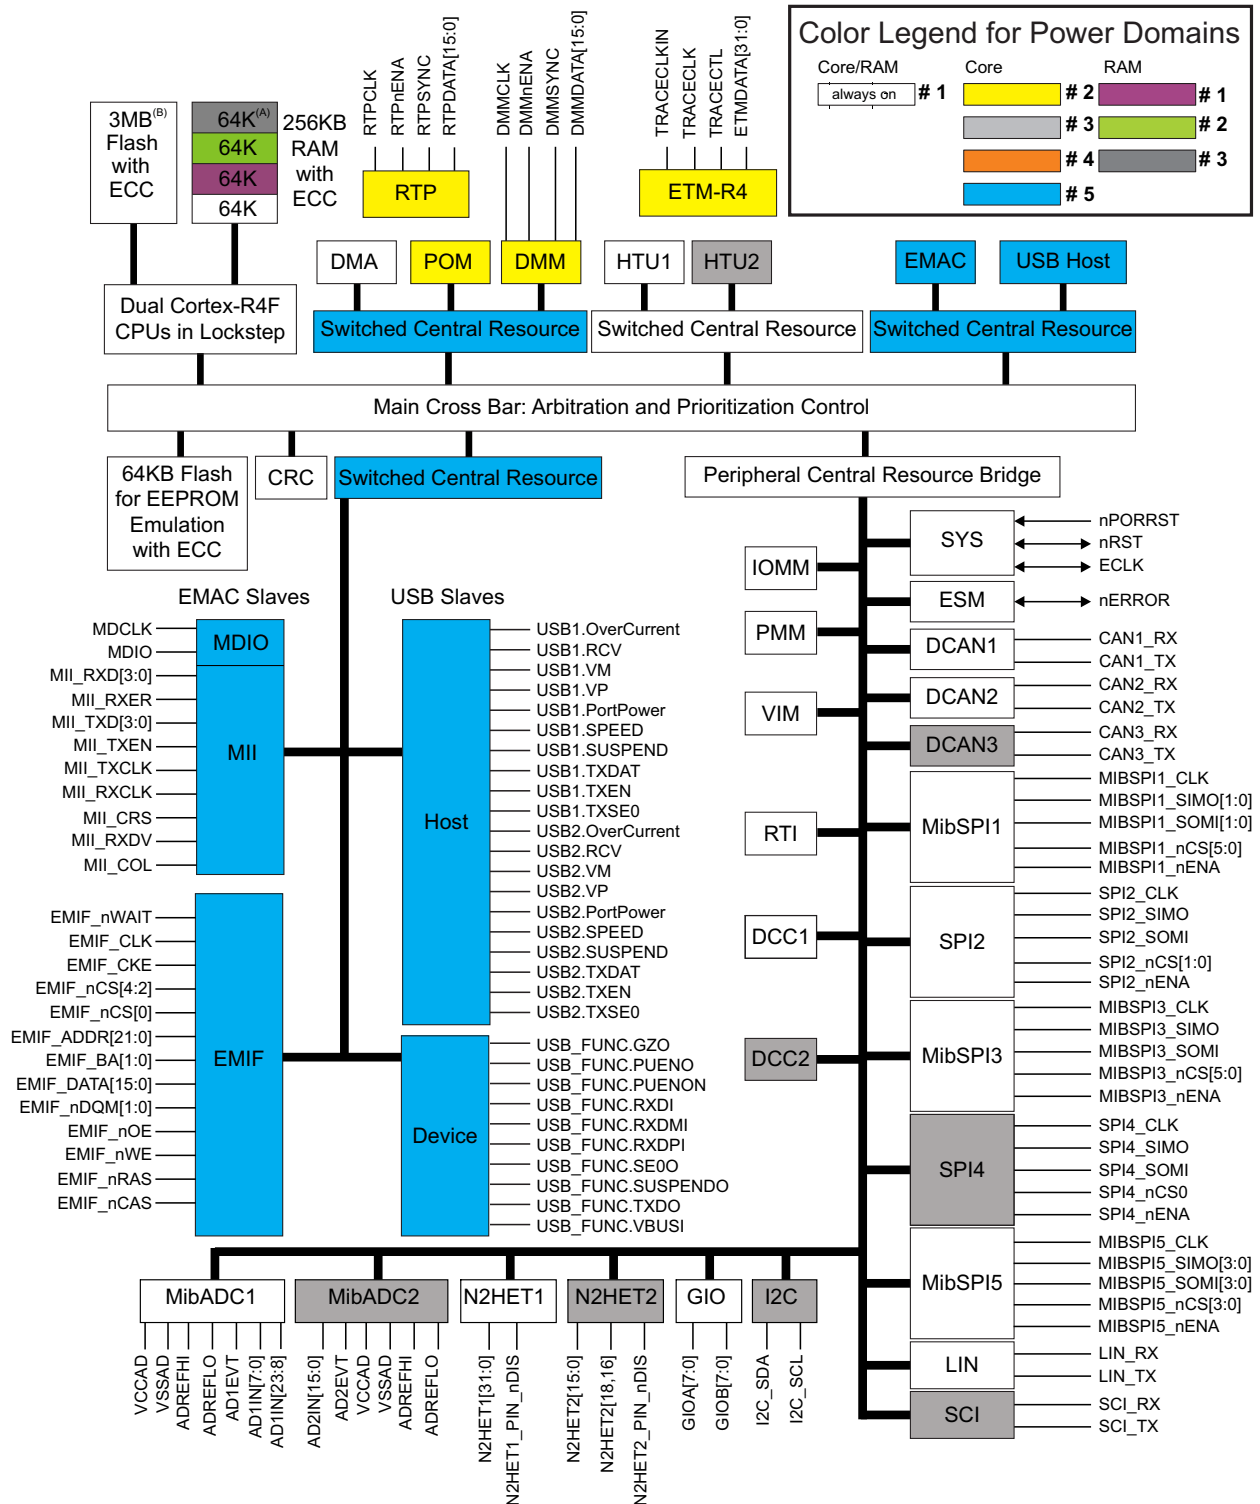 Color Legend for Power Domains
Core/RAM
Core
RAM
always on
# 1
# 2
# 1
# 3
# 2
# 4
# 3
# 5
3MB(B)
Flash
with
ECC
64K(A)
64K
64K
64K
256KB
RAM
with
ECC
RTPCLK
RTPnENA
RTPSYNC
RTPDATA[15:0]
RTP
DMMCLK
DMMnENA
DMMSYNC
DMMDATA[15:0]
TRACECLKIN
TRACECLK
TRACECTL
ETMDATA[31:0]
ETM-R4
DMA
POM
DMM
HTU1
HTU2
EMAC
USB Host
Dual Cortex-R4F
CPUs in Lockstep
Switched Central Resource
Switched Central Resource
Switched Central Resource
Main Cross Bar: Arbitration and Prioritization Control
64KB Flash
for EEPROM
Emulation
with ECC
CRC
Switched Central Resource
Peripheral Central Resource Bridge
EMAC Slaves
MDCLK
MDIO
MII_RXD[3:0]
MII_RXER
MII_TXD[3:0]
MII_TXEN
MII_TXCLK
MII_RXCLK
MII_CRS
MII_RXDV
MII_COL
MDIO
MII
EMIF_nWAIT
EMIF_CLK
EMIF_CKE
EMIF_nCS[4:2]
EMIF_nCS[0]
EMIF_ADDR[21:0]
EMIF_BA[1:0]
EMIF_DATA[15:0]
EMIF_nDQM[1:0]
EMIF_nOE
EMIF_nWE
EMIF_nRAS
EMIF_nCAS
EMIF
USB Slaves
Host
USB1.OverCurrent
USB1.RCV
USB1.VM
USB1.VP
USB1.PortPower
USB1.SPEED
USB1.SUSPEND
USB1.TXDAT
USB1.TXEN
USB1.TXSE0
USB2.OverCurrent
USB2.RCV
USB2.VM
USB2.VP
USB2.PortPower
USB2.SPEED
USB2.SUSPEND
USB2.TXDAT
USB2.TXEN
USB2.TXSE0
Device
USB_FUNC.GZO
USB_FUNC.PUENO
USB_FUNC.PUENON
USB_FUNC.RXDI
USB_FUNC.RXDMI
USB_FUNC.RXDPI
USB_FUNC.SE0O
USB_FUNC.SUSPENDO
USB_FUNC.TXDO
USB_FUNC.VBUSI
IOMM
PMM
VIM
RTI
DCC1
DCC2
SYS
nPORRST
nRST
ECLK
ESM
nERROR
DCAN1
CAN1_RX
CAN1_TX
DCAN2
CAN2_RX
CAN2_TX
DCAN3
CAN3_RX
CAN3_TX
MibSPI1
MIBSPI1_CLK
MIBSPI1_SIMO[1:0]
MIBSPI1_SOMI[1:0]
MIBSPI1_nCS[5:0]
MIBSPI1_nENA
SPI2
SPI2_CLK
SPI2_SIMO
SPI2_SOMI
SPI2_nCS[1:0]
SPI2_nENA
MibSPI3
MIBSPI3_CLK
MIBSPI3_SIMO
MIBSPI3_SOMI
MIBSPI3_nCS[5:0]
MIBSPI3_nENA
SPI4
SPI4_CLK
SPI4_SIMO
SPI4_SOMI
SPI4_nCS0
SPI4_nENA
MibSPI5
MIBSPI5_CLK
MIBSPI5_SIMO[3:0]
MIBSPI5_SOMI[3:0]
MIBSPI5_nCS[3:0]
MIBSPI5_nENA
LIN
LIN_RX
LIN_TX
SCI
SCI_RX
SCI_TX
MibADC1
VCCAD
VSSAD
ADREFHI
ADREFLO
AD1EVT
AD1IN[7:0]
AD1IN[23:8]
MibADC2
AD2IN[15:0]
AD2EVT
VCCAD
VSSAD
ADREFHI
ADREFLO
N2HET1
N2HET1[31:0]
N2HET1_PIN_nDIS
N2HET2
N2HET2[15:0]
N2HET2[18,16]
N2HET2_PIN_nDIS
GIO
GIOA[7:0]
GIOB[7:0]
I2C
I2C_SDA
I2C_SCL